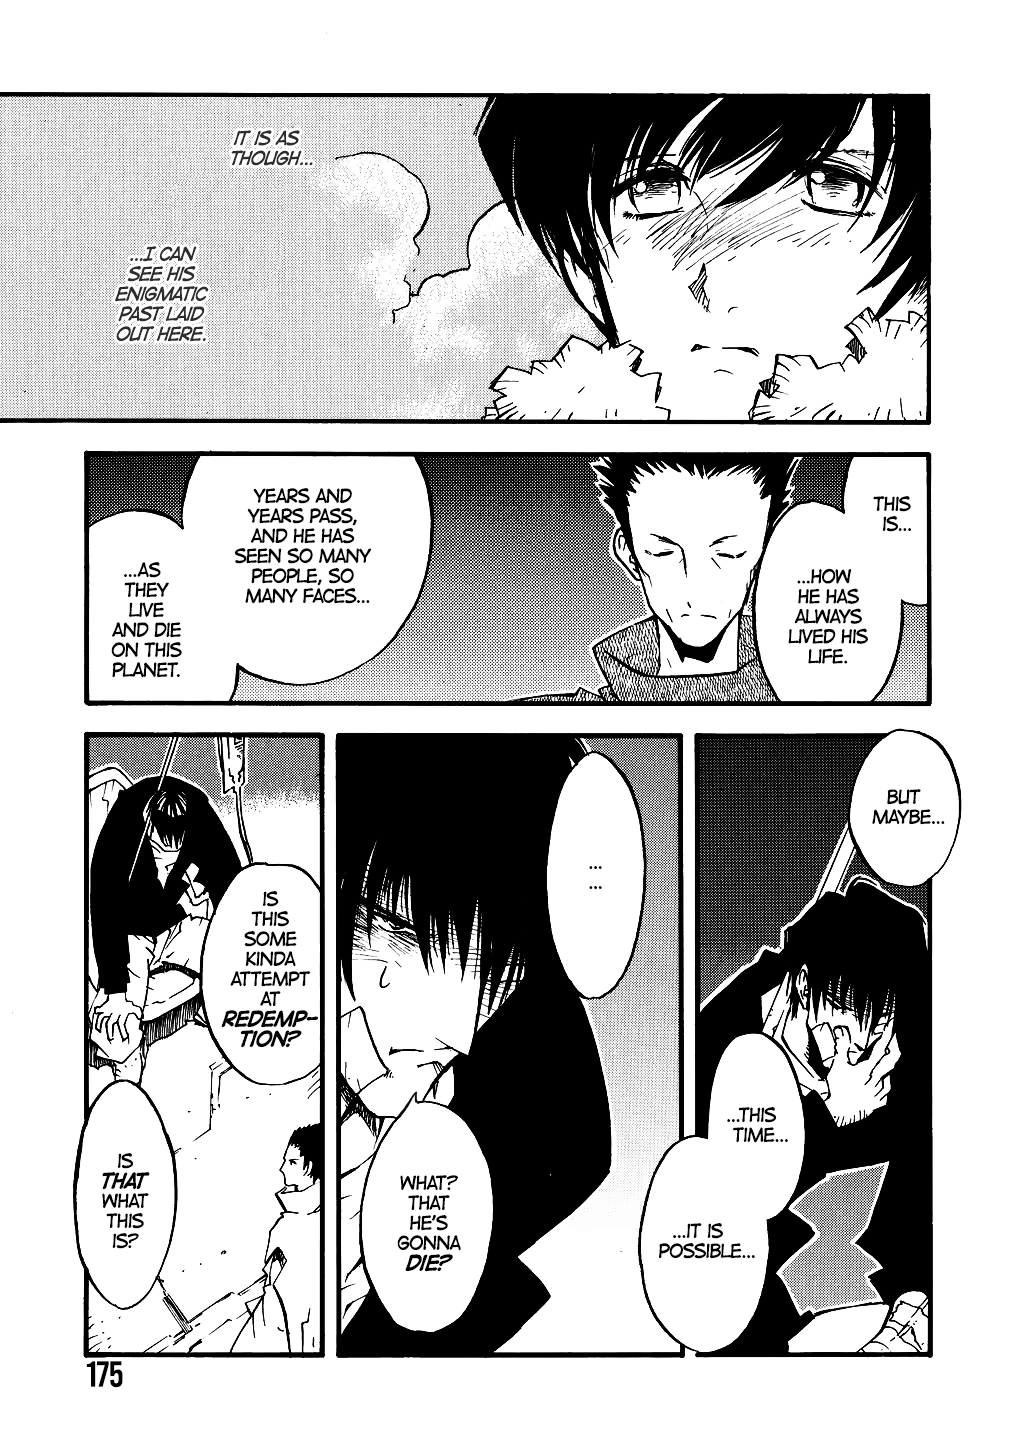 IT IS AS
THOUGH...
...I CAN
SEE HIS
ENIGMATIC
PAST LAID
OUT HERE.
THIS
IS...
...HOW
HE HAS
ALWAYS
LIVED HIS
LIFE.
YEARS AND
YEARS PASS,
AND HE HAS
SEEN SO MANY
PEOPLE, SO
MANY FACES...
...AS
THEY
LIVE
AND DIE
ON THIS
PLANET.
BUT
MAYBE...
...THIS
TIME...
...IT IS
POSSIBLE...
...
...
WHAT?
THAT
HE'S
GONNA
DIE?
IS
THIS
SOME
KINDA
ATTEMPT
AT
REDEMP-
TION?
IS
THAT
WHAT
THIS
IS?
175